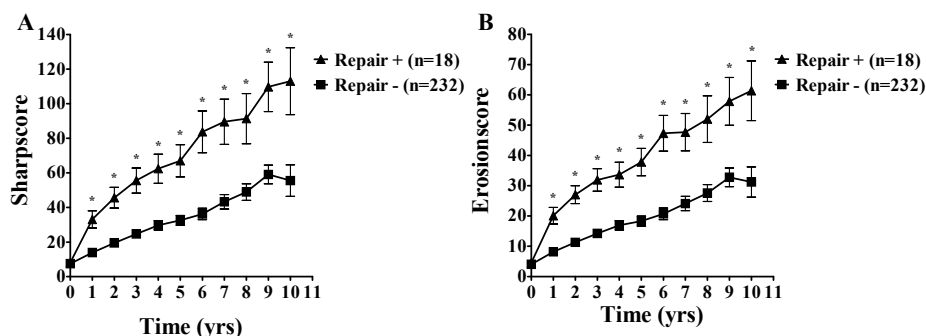 A
Sharpscore
140
120
100
80
60
40
20
0
* * * * * * * * * *
Repair + (n=18)
Repair - (n=232)
0 1 2 3 4 5 6 7 8 9 10 11
Time (yrs)
B
Erosionscore
80
70
60
50
40
30
20
10
0
* * * * * * * * * *
Repair + (n=18)
Repair - (n=232)
0 1 2 3 4 5 6 7 8 9 10 11
Time (yrs)